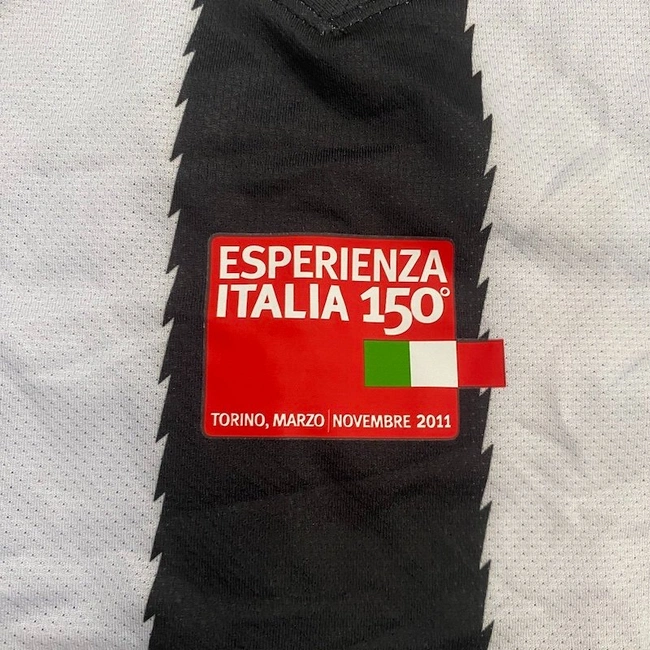 ESPERIENZA
ITALIA 150°
TORINO, MARZO | NOVEMBRE 2011